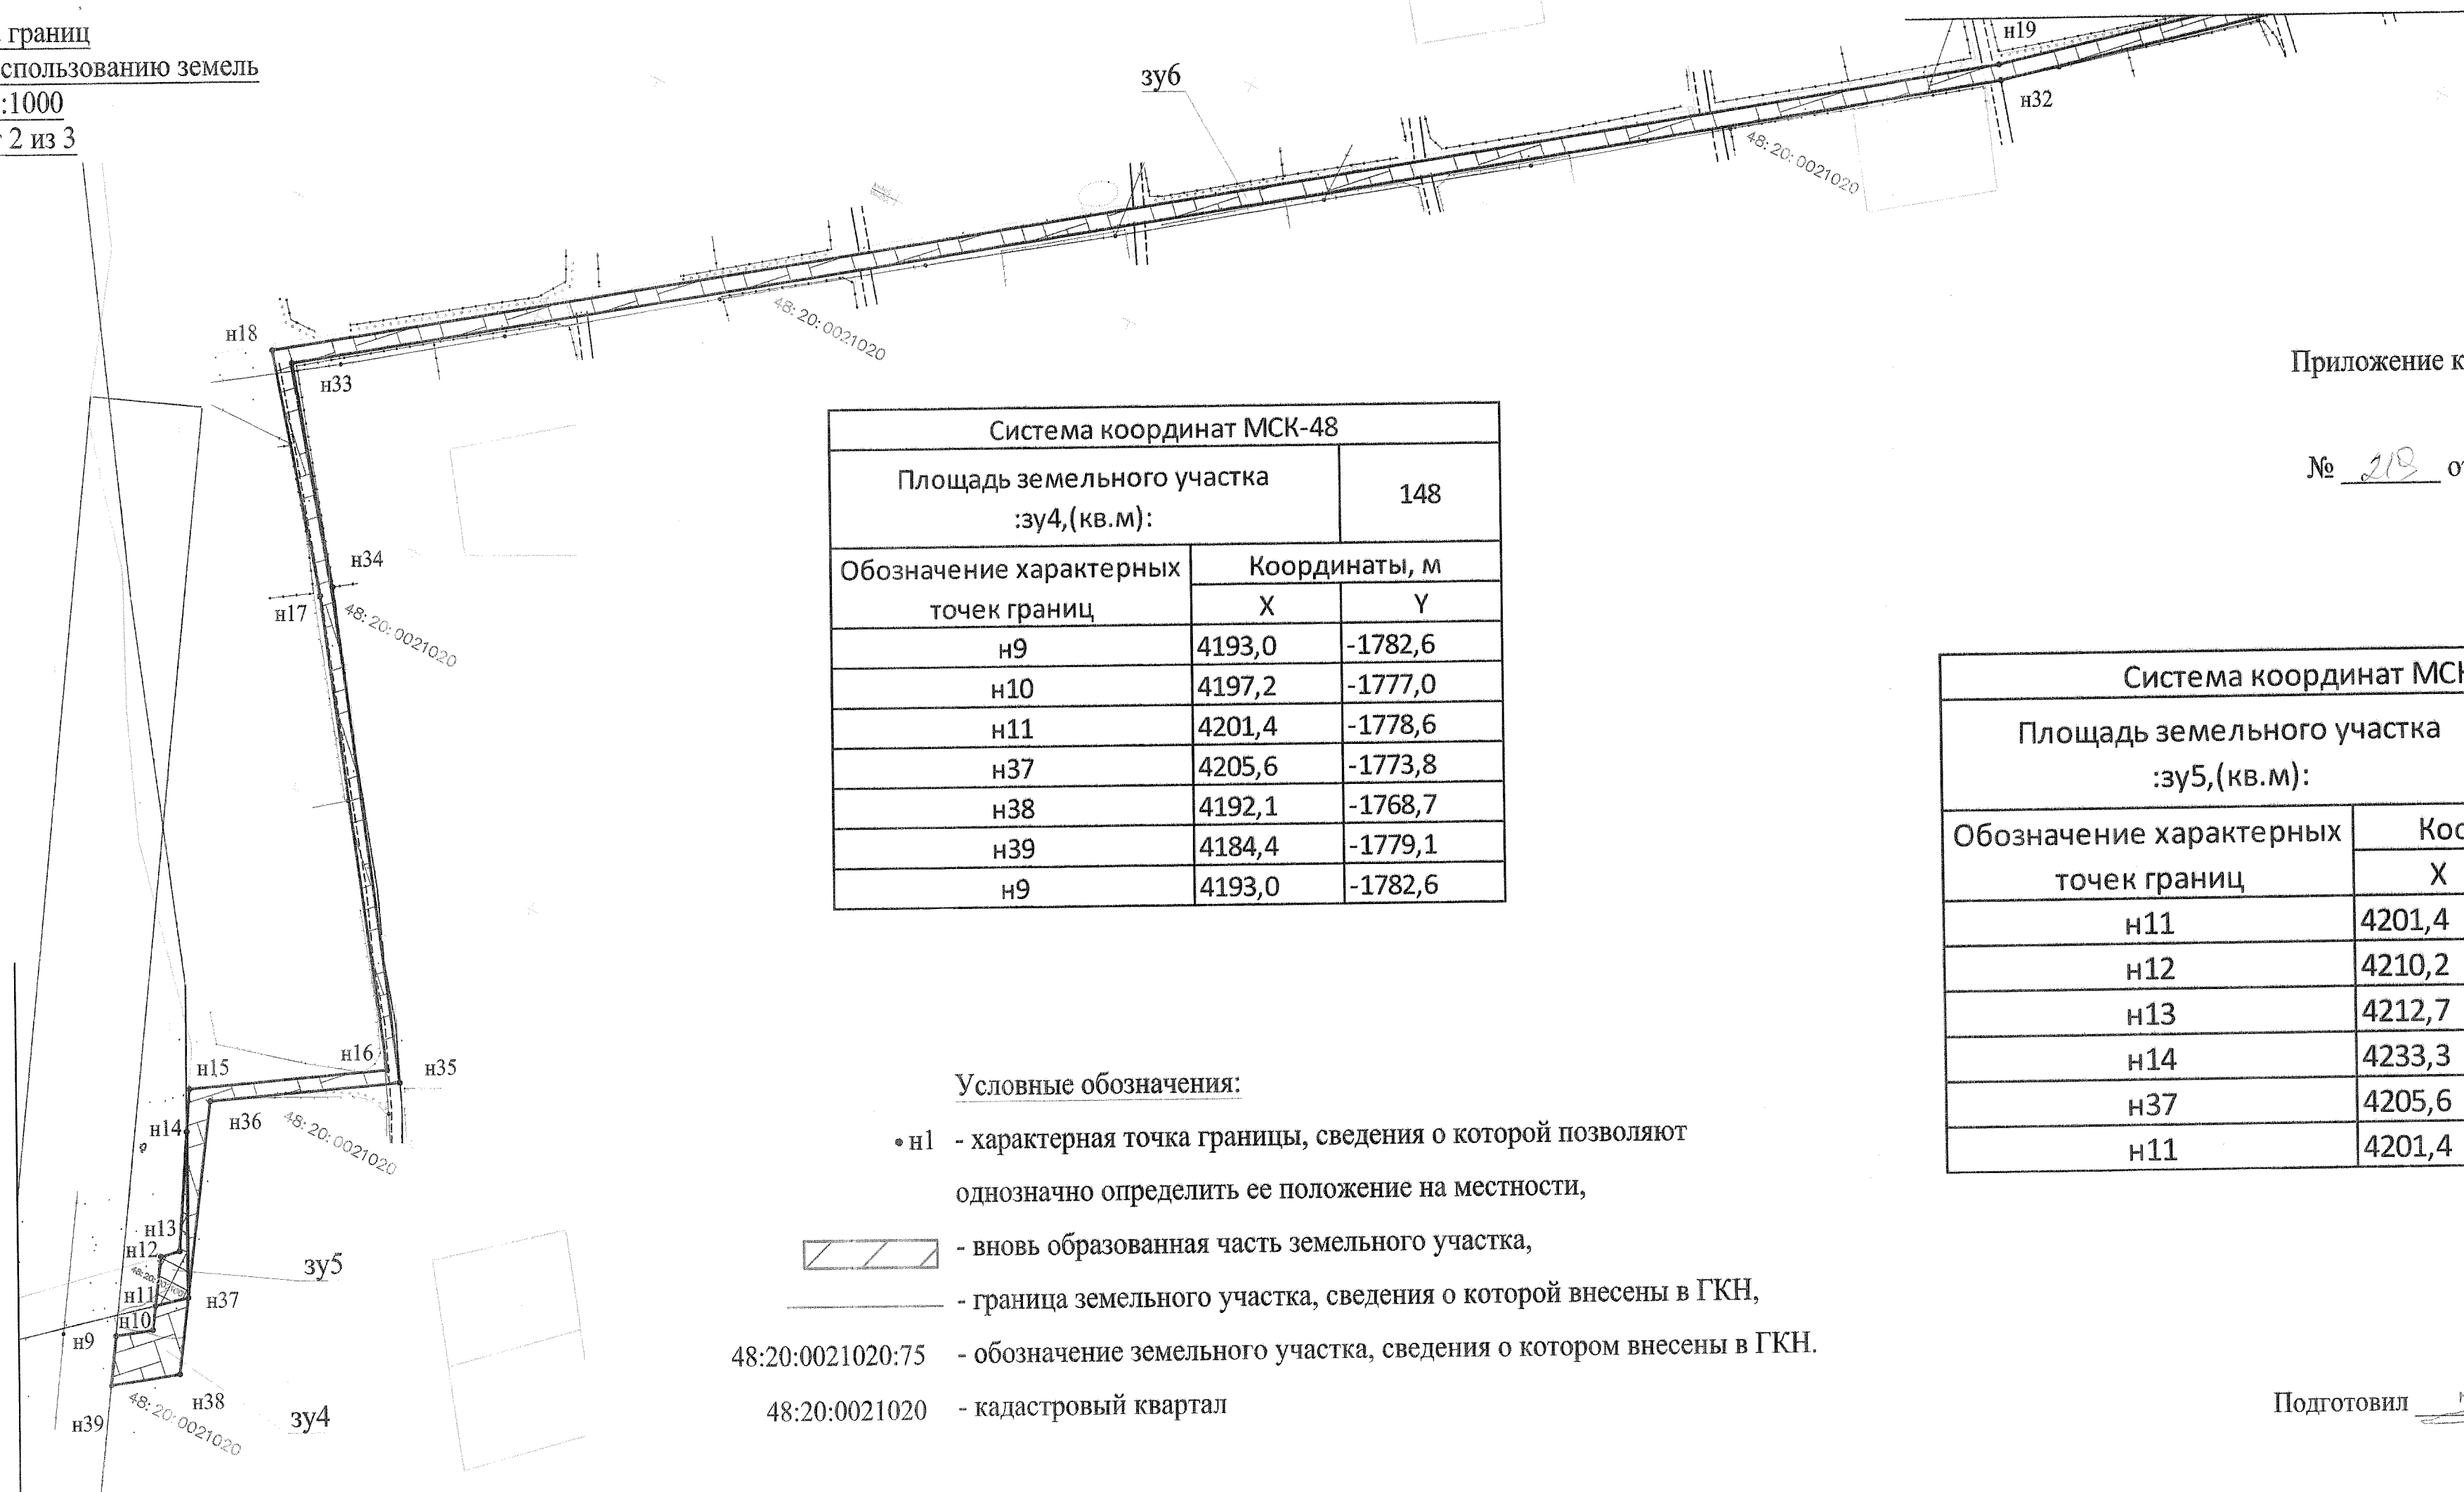 границ
спользованию земель
:1000
2 из 3
зу6
н19
н32
48: 20: 0021020
н18
н33
48: 20: 0021020
Приложение к
№ 219
н34
н17
48: 20: 0021020
Система координат МСК-48
Площадь земельного участка :зу4,(кв.м): 148
Обозначение характерных точек границ Координаты, м
X Y
н9 4193,0 -1782,6
н10 4197,2 -1777,0
н11 4201,4 -1778,6
н37 4205,6 -1773,8
н38 4192,1 -1768,7
н39 4184,4 -1779,1
н9 4193,0 -1782,6
Система координат МСК
Площадь земельного участка
:зу5,(кв.м):
Обозначение характерных Коо
точек границ X
н11 4201,4
н12 4210,2
н13 4212,7
н14 4233,3
н37 4205,6
н11 4201,4
н16
н15
н35
н36
48: 20: 0021020
н14
н13
н12
зу5
н11
н37
н10
н9
н38
н39
48: 20: 0021020
зу4
Условные обозначения:
• н1 - характерная точка границы, сведения о которой позволяют
однозначно определить ее положение на местности,
- вновь образованная часть земельного участка,
- граница земельного участка, сведения о которой внесены в ГКН,
48:20:0021020:75 - обозначение земельного участка, сведения о котором внесены в ГКН.
48:20:0021020 - кадастровый квартал
Подготовил